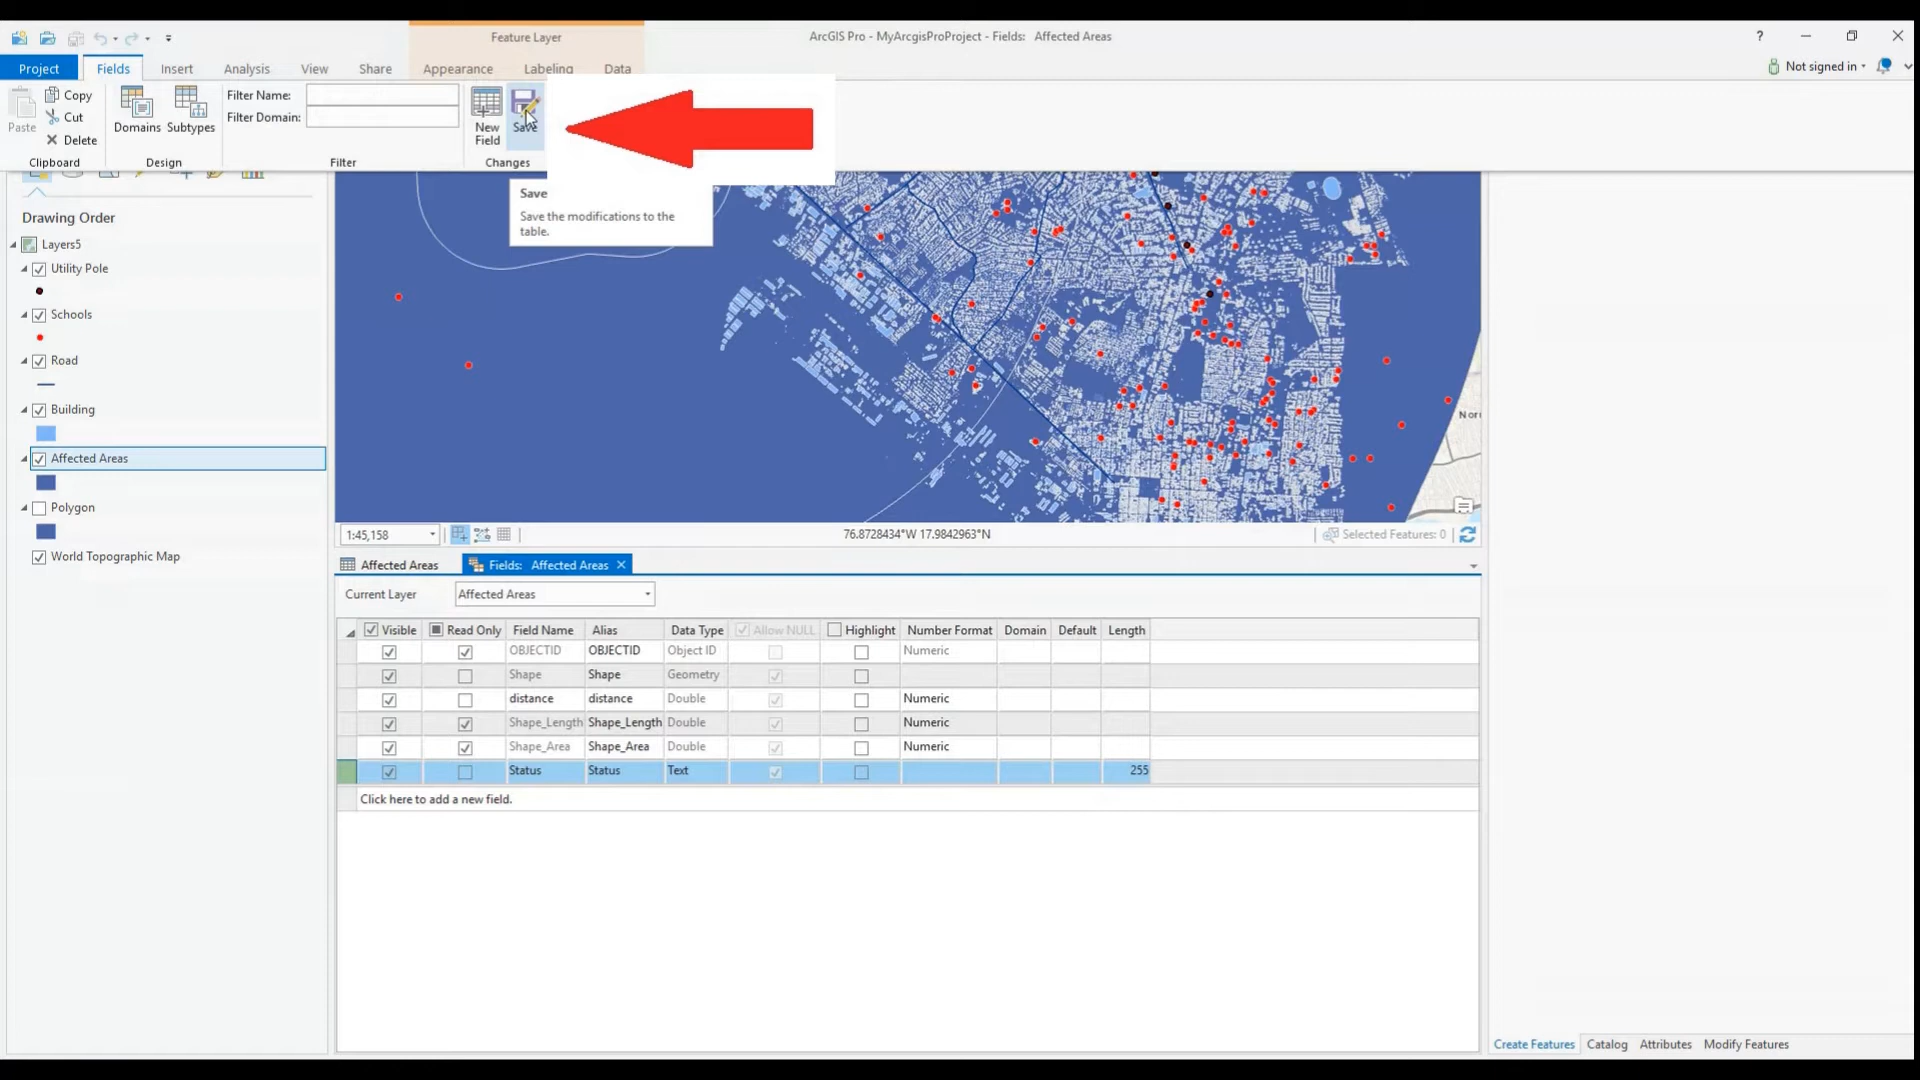 Feature Layer
ArcGIS Pro - MyArcgisProProject - Fields: Affected Areas
?
Project Fields Insert Analysis View Share Appearance Labeling Data
Not signed in
Paste
Copy
Cut
Delete
Clipboard
Domains
Subtypes
Design
Filter Name:
Filter Domain:
Filter
New Field
Save
Changes
Save
Save the modifications to the
table.
Drawing Order
Layers5
Utility Pole
Schools
Road
Building
Affected Areas
Polygon
World Topographic Map
Nor
1:45,158
76.8728434°W 17.9842963°N
Selected Features: 0
Affected Areas
Fields: Affected Areas
Current Layer Affected Areas
Visible Read Only Field Name Alias Data Type Allow NULL Highlight Number Format Domain Default Length
OBJECTID OBJECTID Object ID Numeric
Shape Shape Geometry
distance distance Double Numeric
Shape_Length Shape_Length Double Numeric
Shape_Area Shape_Area Double Numeric
Status Status Text 255
Click here to add a new field.
Create Features Catalog Attributes Modify Features